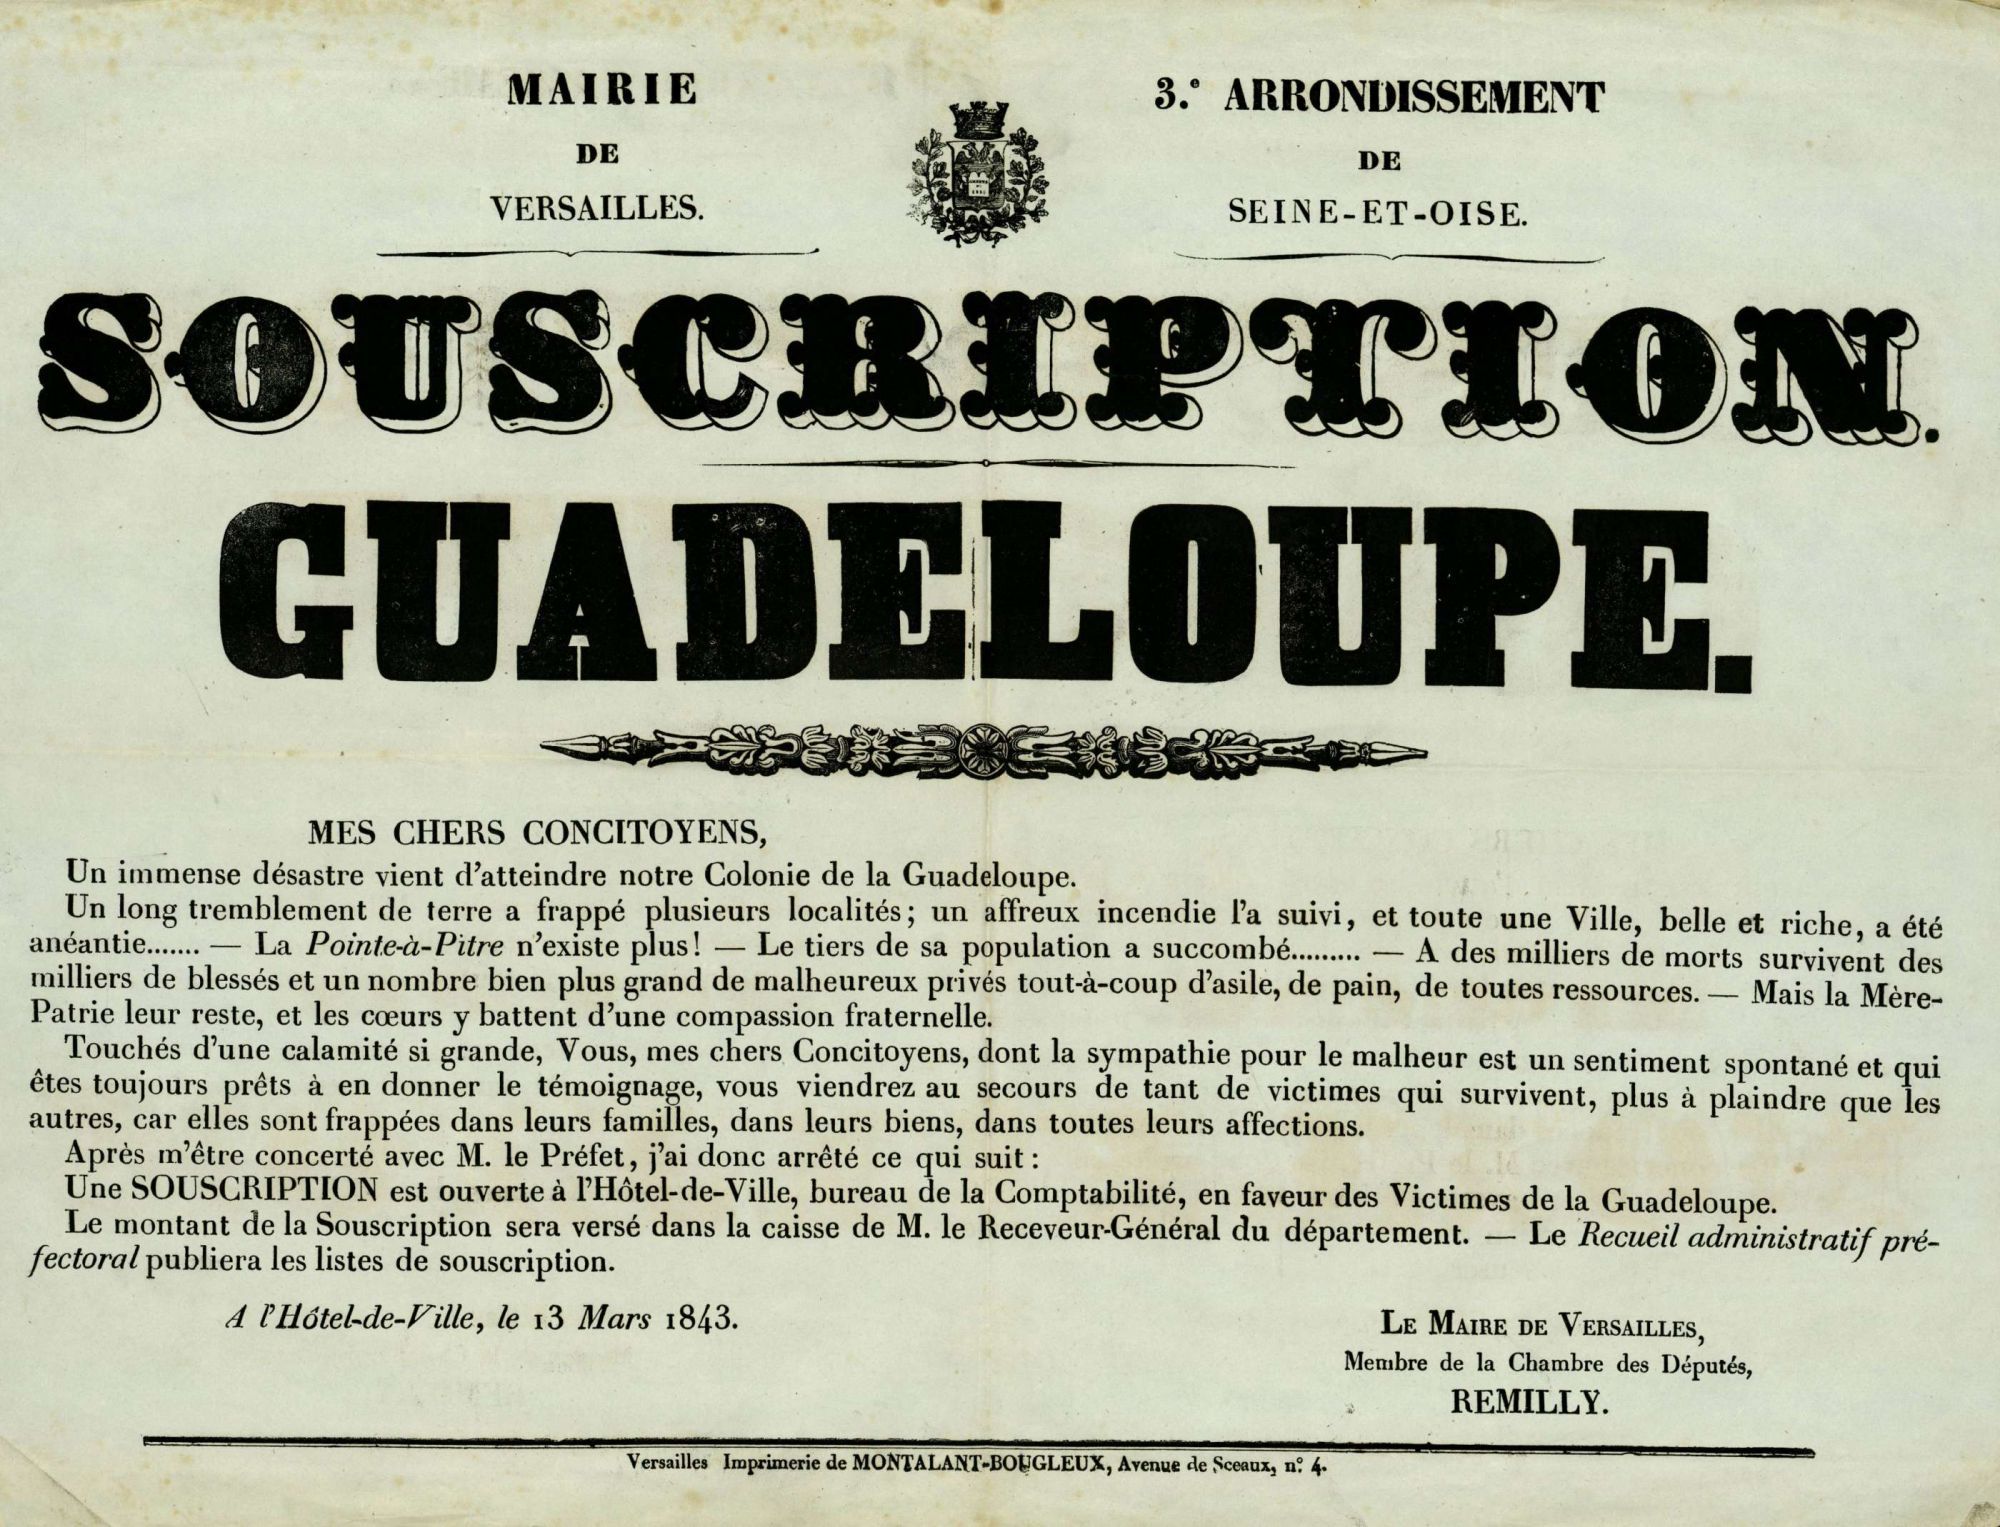 MAIRIE
DE
VERSAILLES.
3.e ARRONDISSEMENT
DE
SEINE-ET-OISE.
SOUSCRIPTION.
GUADELOUPE.
MES CHERS CONCITOYENS,
Un immense désastre vient d'atteindre notre Colonie de la Guadeloupe.
Un long tremblement de terre a frappé plusieurs localités; un affreux incendie l'a suivi, et toute une Ville, belle et riche, a été
anéantie....... — La Pointe-à-Pitre n'existe plus! — Le tiers de sa population a succombé......... — A des milliers de morts survivent des
milliers de blessés et un nombre bien plus grand de malheureux privés tout-à-coup d'asile, de pain, de toutes ressources. — Mais la Mère-
Patrie leur reste, et les cœurs y battent d'une compassion fraternelle.
Touchés d'une calamité si grande, Vous, mes chers Concitoyens, dont la sympathie pour le malheur est un sentiment spontané et qui
êtes toujours prêts à en donner le témoignage, vous viendrez au secours de tant de victimes qui survivent, plus à plaindre que les
autres, car elles sont frappées dans leurs familles, dans leurs biens, dans toutes leurs affections.
Après m'être concerté avec M. le Préfet, j'ai donc arrêté ce qui suit :
Une SOUSCRIPTION est ouverte à l'Hôtel-de-Ville, bureau de la Comptabilité, en faveur des Victimes de la Guadeloupe.
Le montant de la Souscription sera versé dans la caisse de M. le Receveur-Général du département. — Le Recueil administratif pré-
fectoral publiera les listes de souscription.
A l'Hôtel-de-Ville, le 13 Mars 1843.
LE MAIRE DE VERSAILLES,
Membre de la Chambre des Députés,
REMILLY.
Versailles Imprimerie de MONTALANT-BOUGLEUX, Avenue de Sceaux, n.o 4.